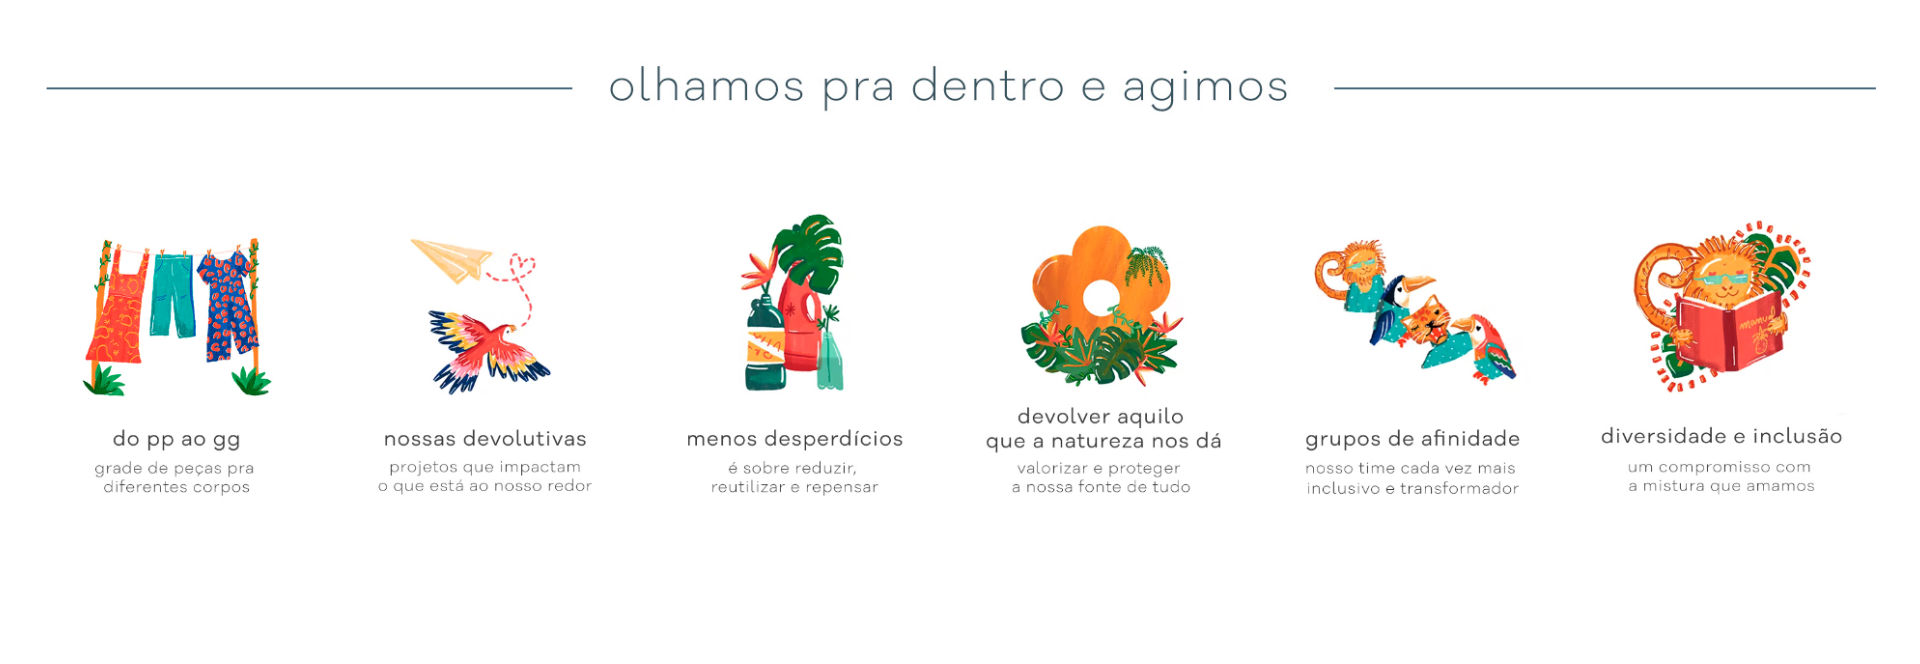 olhamos pra dentro e agimos
do pp ao gg
grade de peças pra
diferentes corpos
nossas devolutivas
projetos que impactam
o que está ao nosso redor
menos desperdícios
é sobre reduzir,
reutilizar e repensar
devolver aquilo
que a natureza nos dá
valorizar e proteger
a nossa fonte de tudo
grupos de afinidade
nosso time cada vez mais
inclusivo e transformador
manual
diversidade e inclusão
um compromisso com
a mistura que amamos